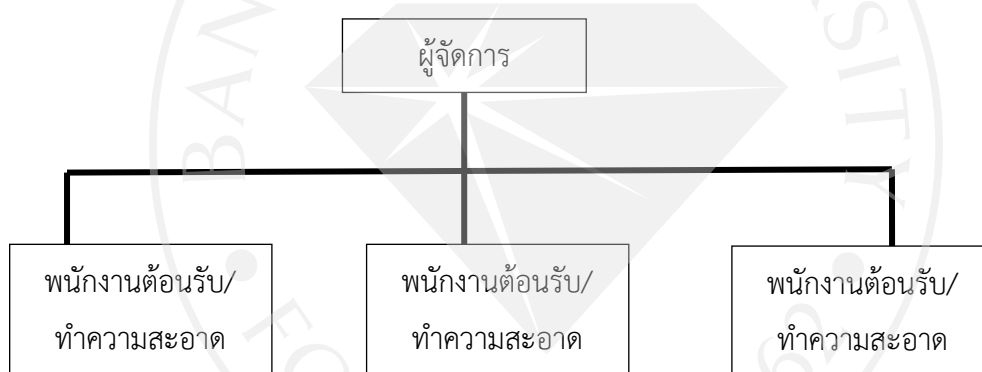 ผู้จัดการ
พนักงานต้อนรับ/
ทำความสะอาด
พนักงานต้อนรับ/
ทำความสะอาด
พนักงานต้อนรับ/
ทำความสะอาด